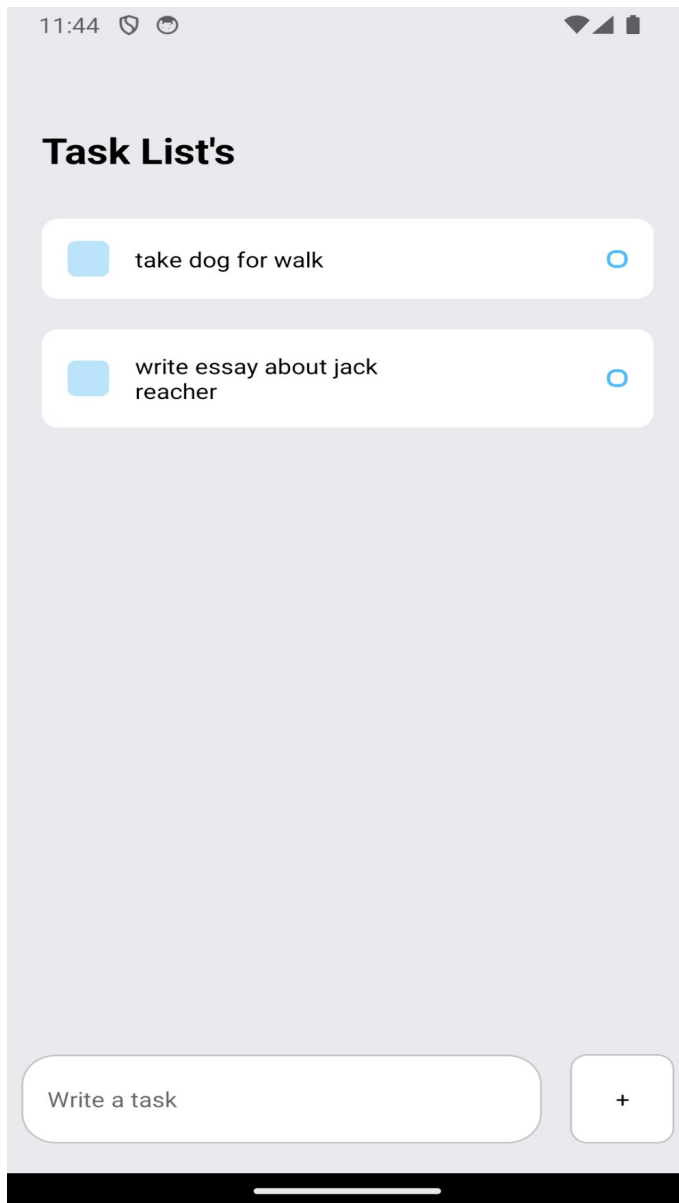 11:44
Task List's
take dog for walk
write essay about jack
reacher
Write a task
+